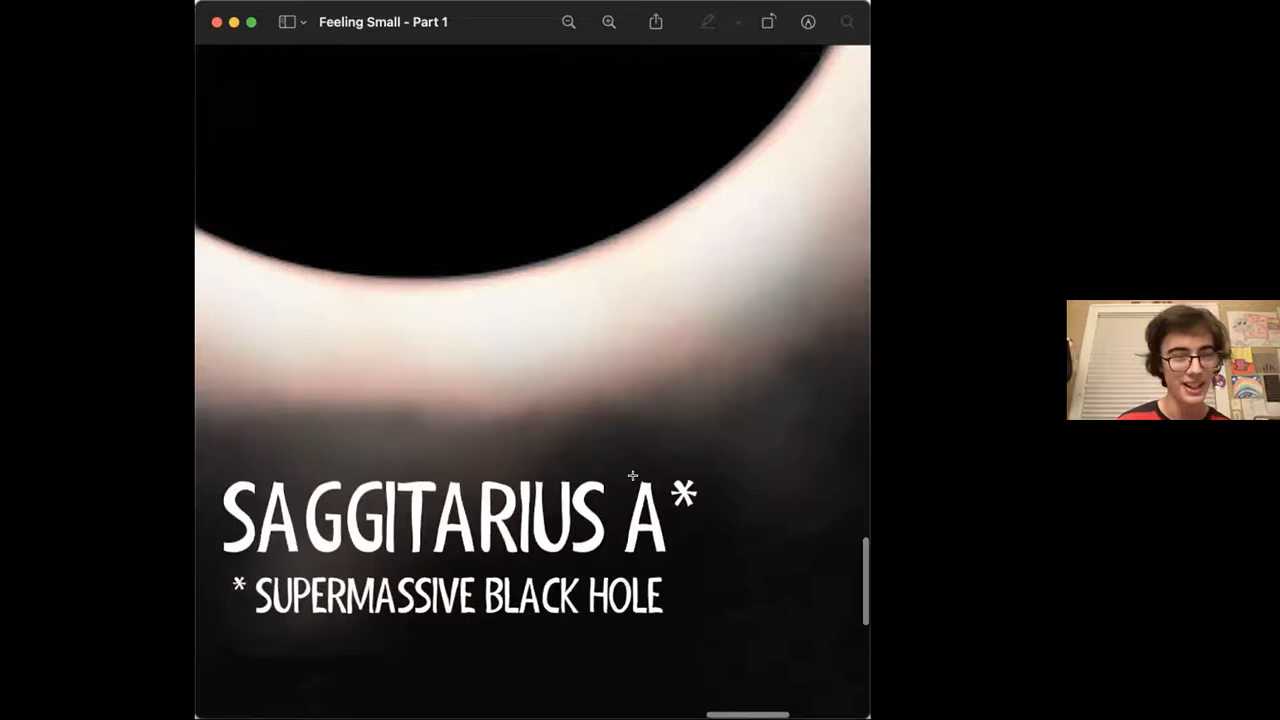 Feeling Small - Part 1
SAGGITARIUS A*
* SUPERMASSIVE BLACK HOLE